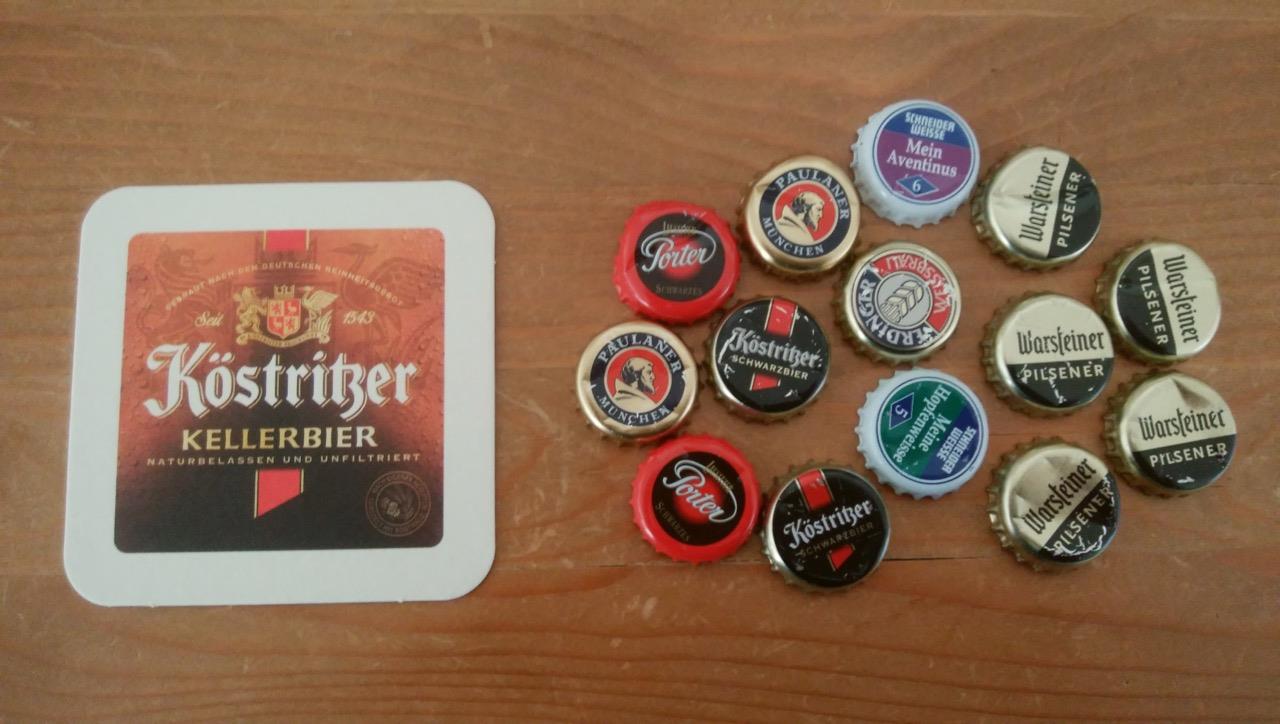 GEBRAUT NACH DEM DEUTSCHEN REINHEITSGEBOT
Seit 1543
Köstritzer
KELLERBIER
NATURBELASSEN UND UNFILTRIERT
SCHNEIDER
WEISSE
Mein
Aventinus
6
PAULANER
MÜNCHEN
Warsteiner
PILSENER
Porter
SCHWARZES
ERDINGER
WEISSBRÄU
Warsteiner
PILSENER
Köstritzer
SCHWARZBIER
Warsteiner
PILSENER
PAULANER
MÜNCHEN
SCHNEIDER
WEISSE
Meine
Hopfenweisse
5
Warsteiner
PILSENER
Porter
SCHWARZES
Köstritzer
SCHWARZBIER
Warsteiner
PILSENER